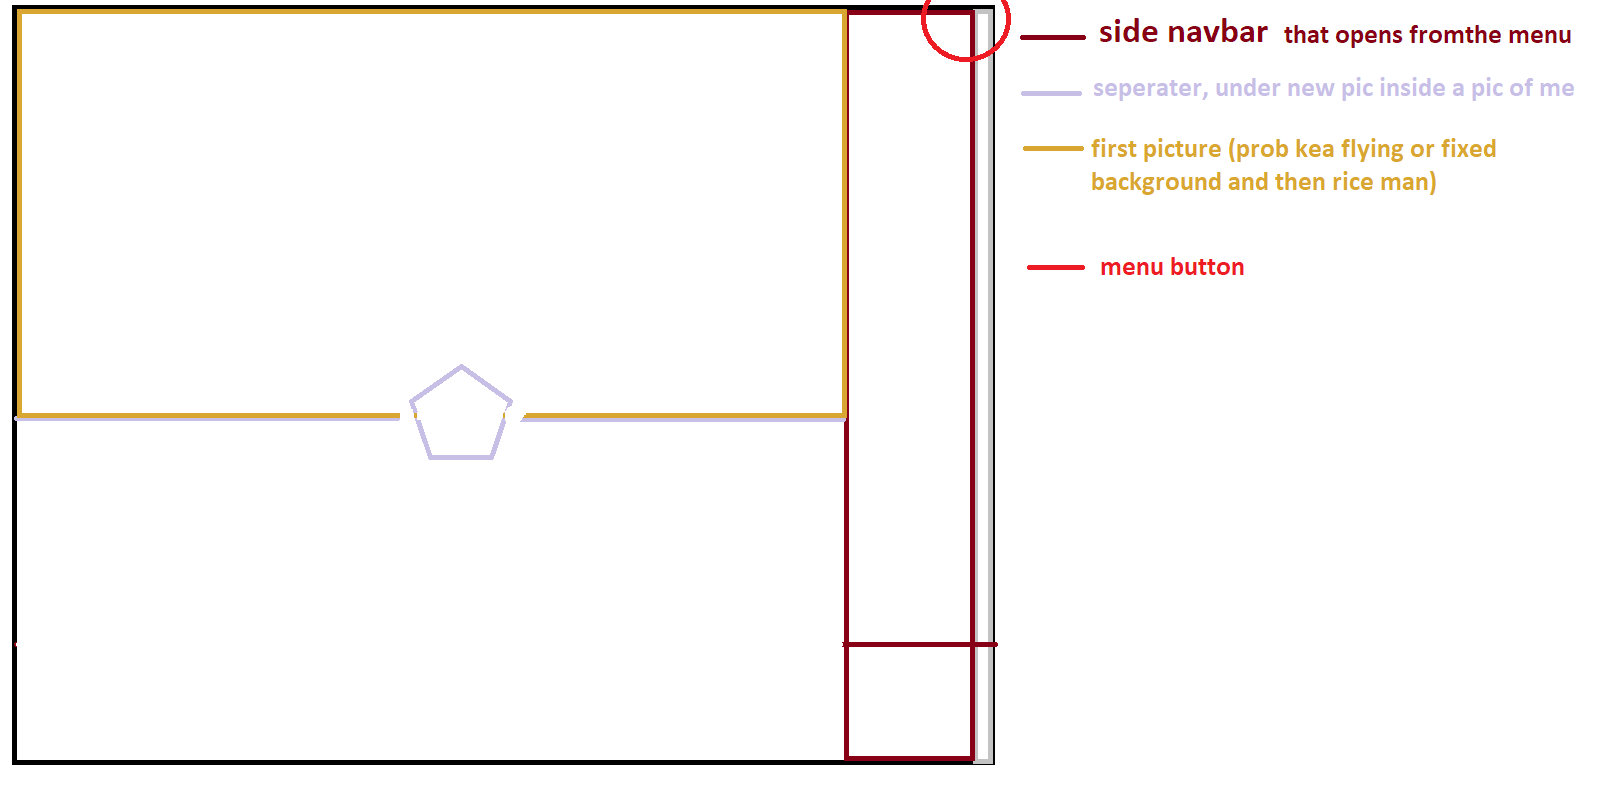 side navbar that opens fromthe menu
seperater, under new pic inside a pic of me
first picture (prob kea flying or fixed
background and then rice man)
menu button